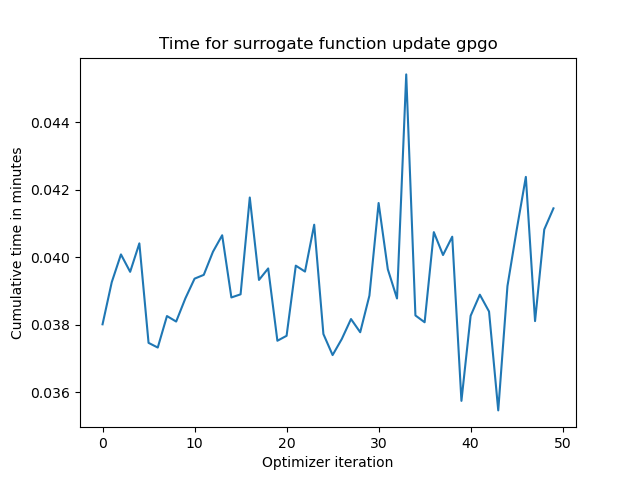 Time for surrogate function update gpgo
Cumulative time in minutes
0.044
0.042
0.040
0.038
0.036
0 10 20 30 40 50
Optimizer iteration